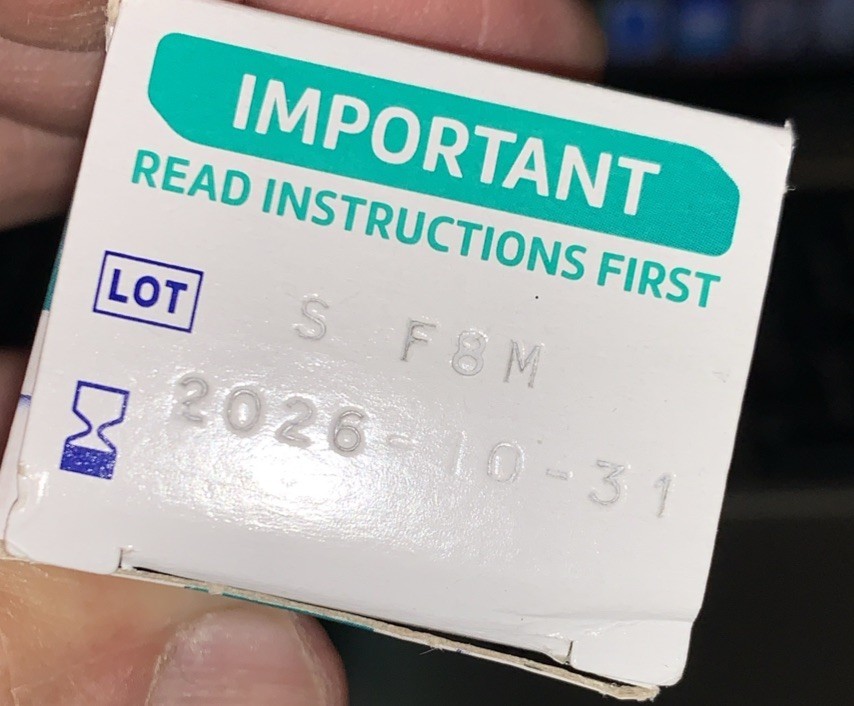 IMPORTANT
READ INSTRUCTIONS FIRST
LOT
S F8M
2026-10-31